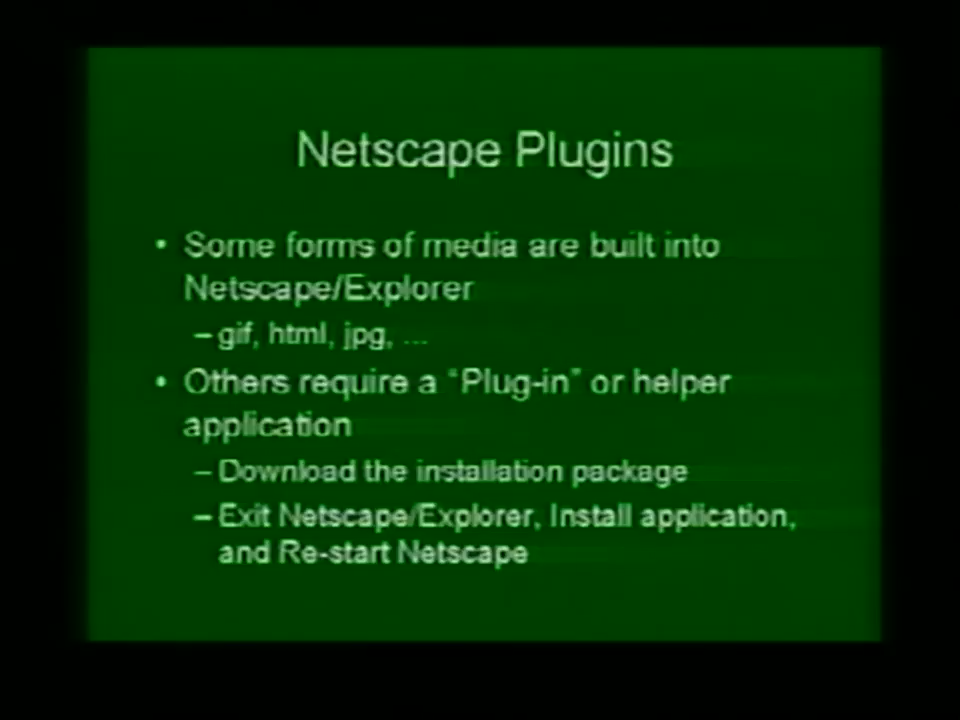 Netscape Plugins
• Some forms of media are built into
Netscape/Explorer
– gif, html, jpg, ...
• Others require a "Plug-in" or helper
application
– Download the installation package
– Exit Netscape/Explorer, Install application,
and Re-start Netscape